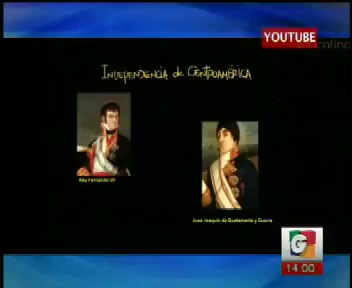 YOUTUBE
INDEPENDENCIA de CENTROAMÉRICA
Rey Fernando VII
José Joaquín de Bustamante y Guerra
G
14:00